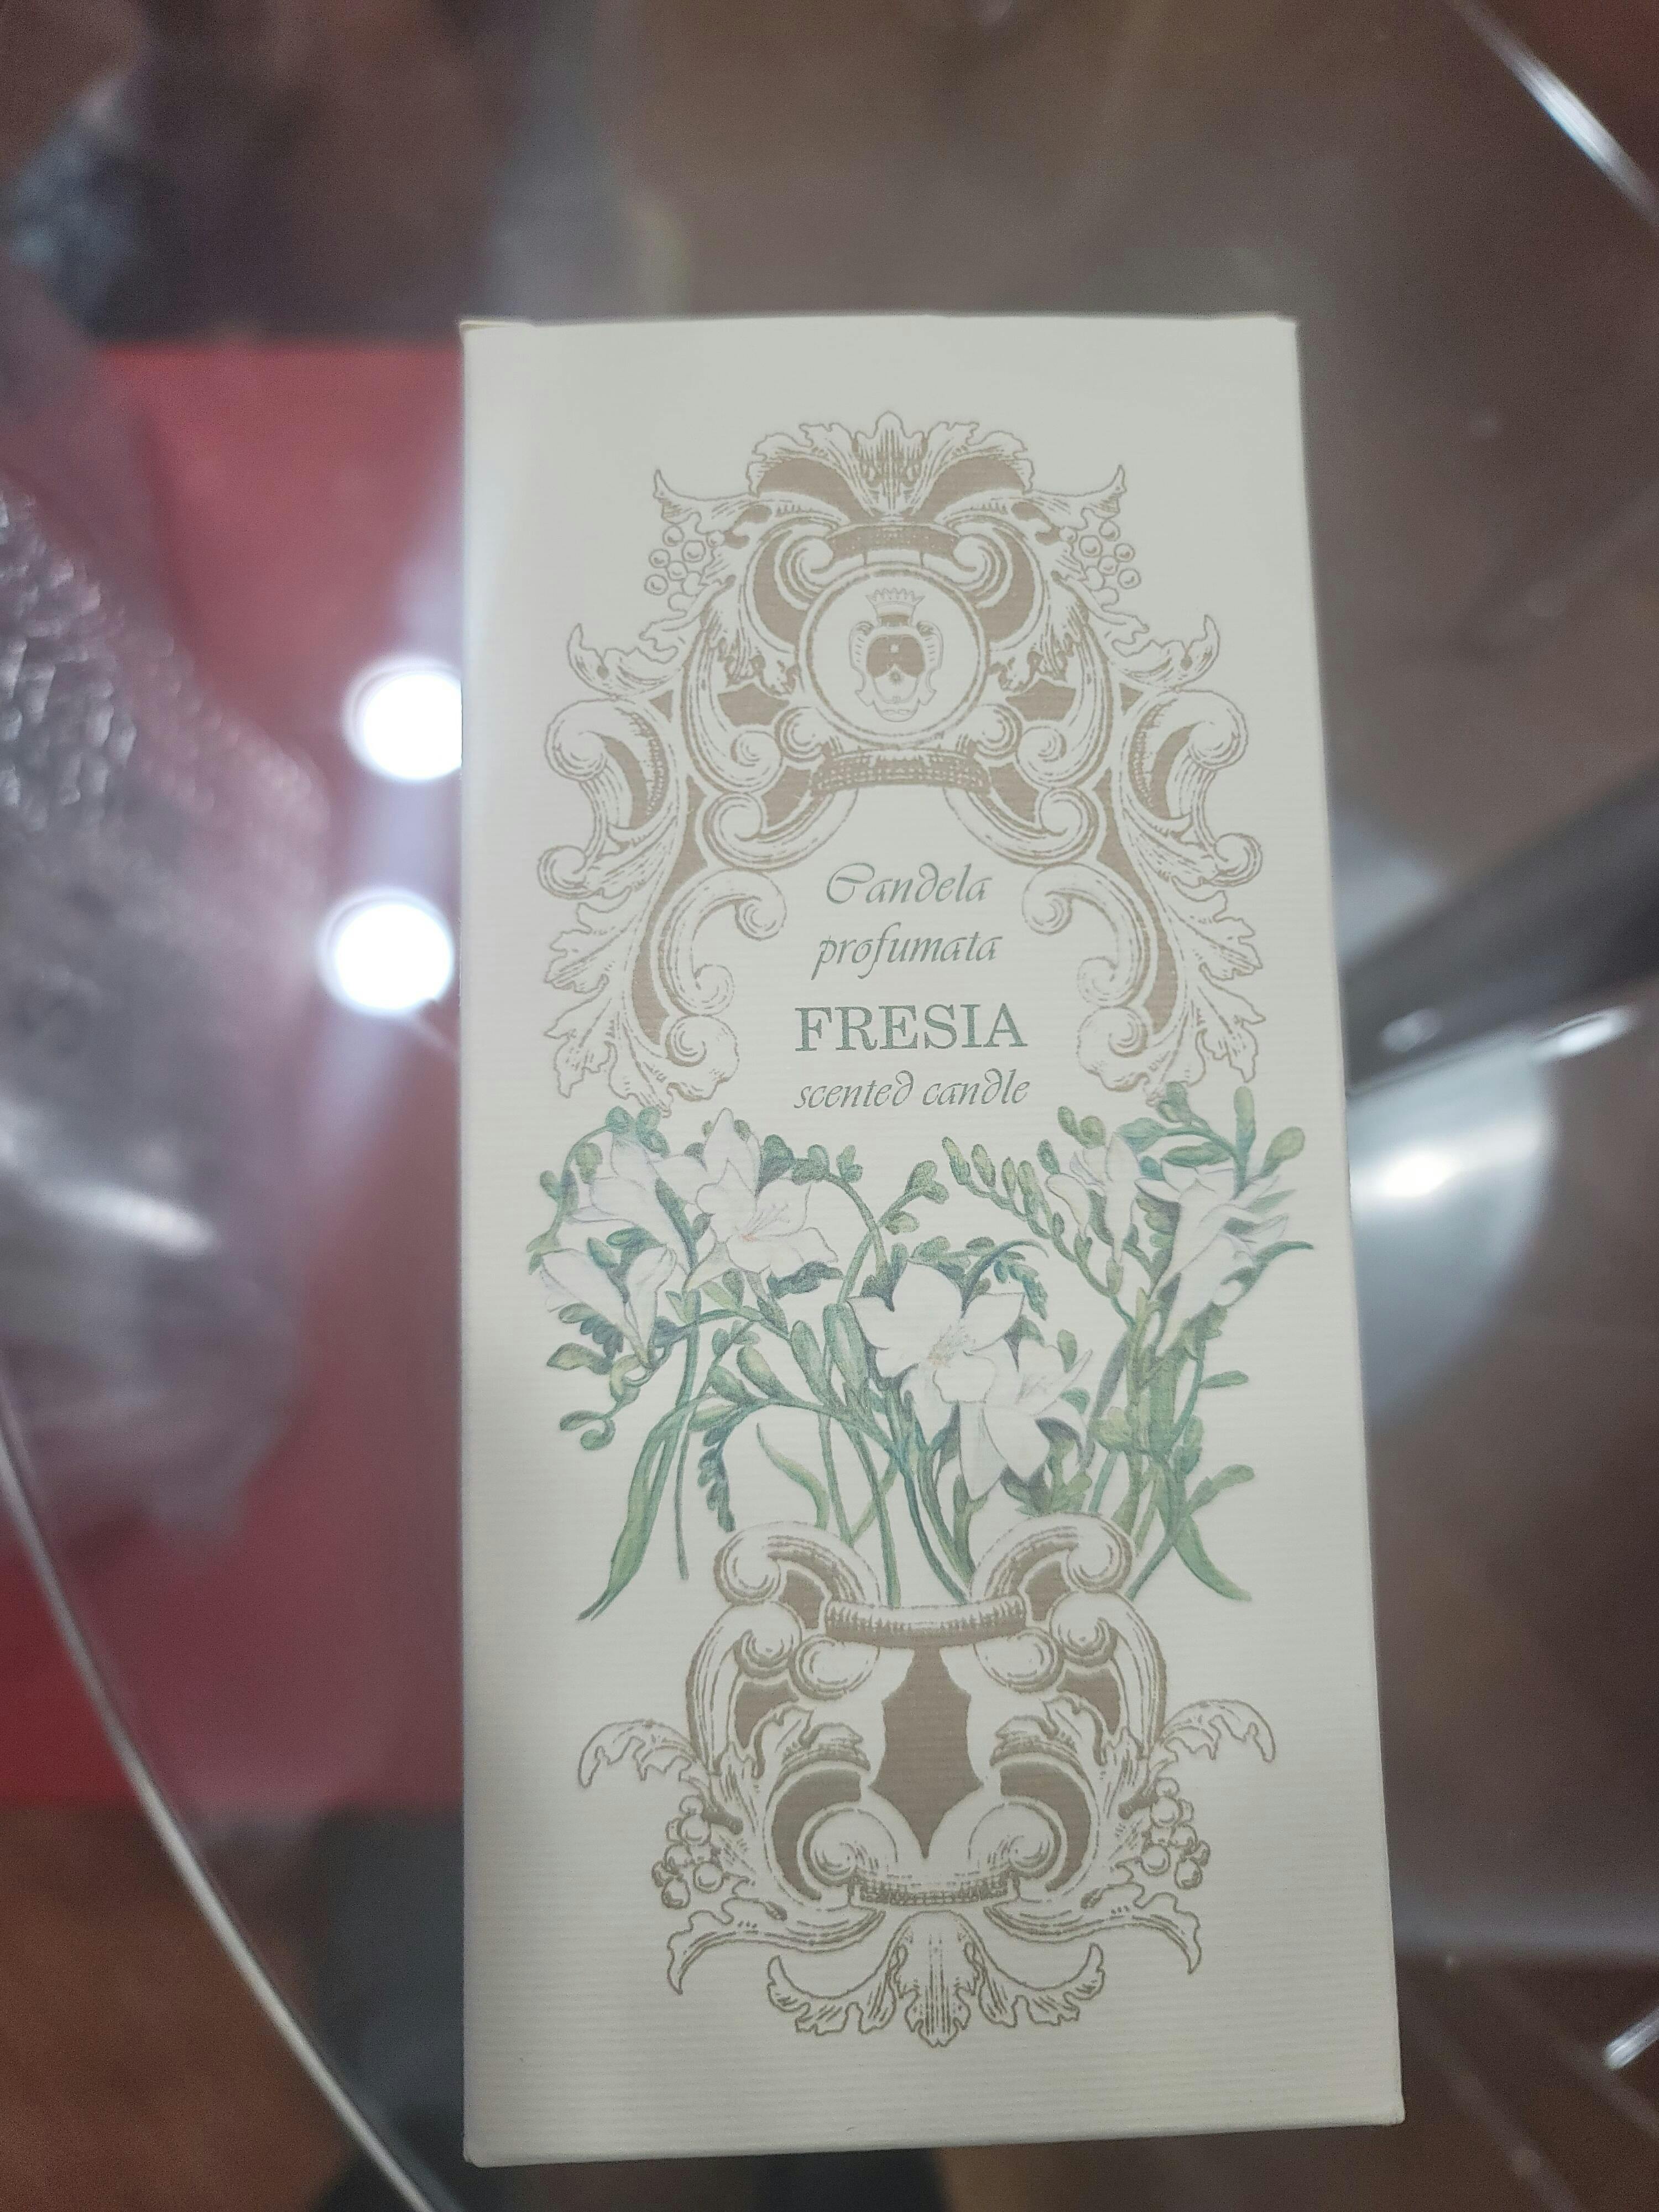 Candela
profumata
FRESIA
scented candle